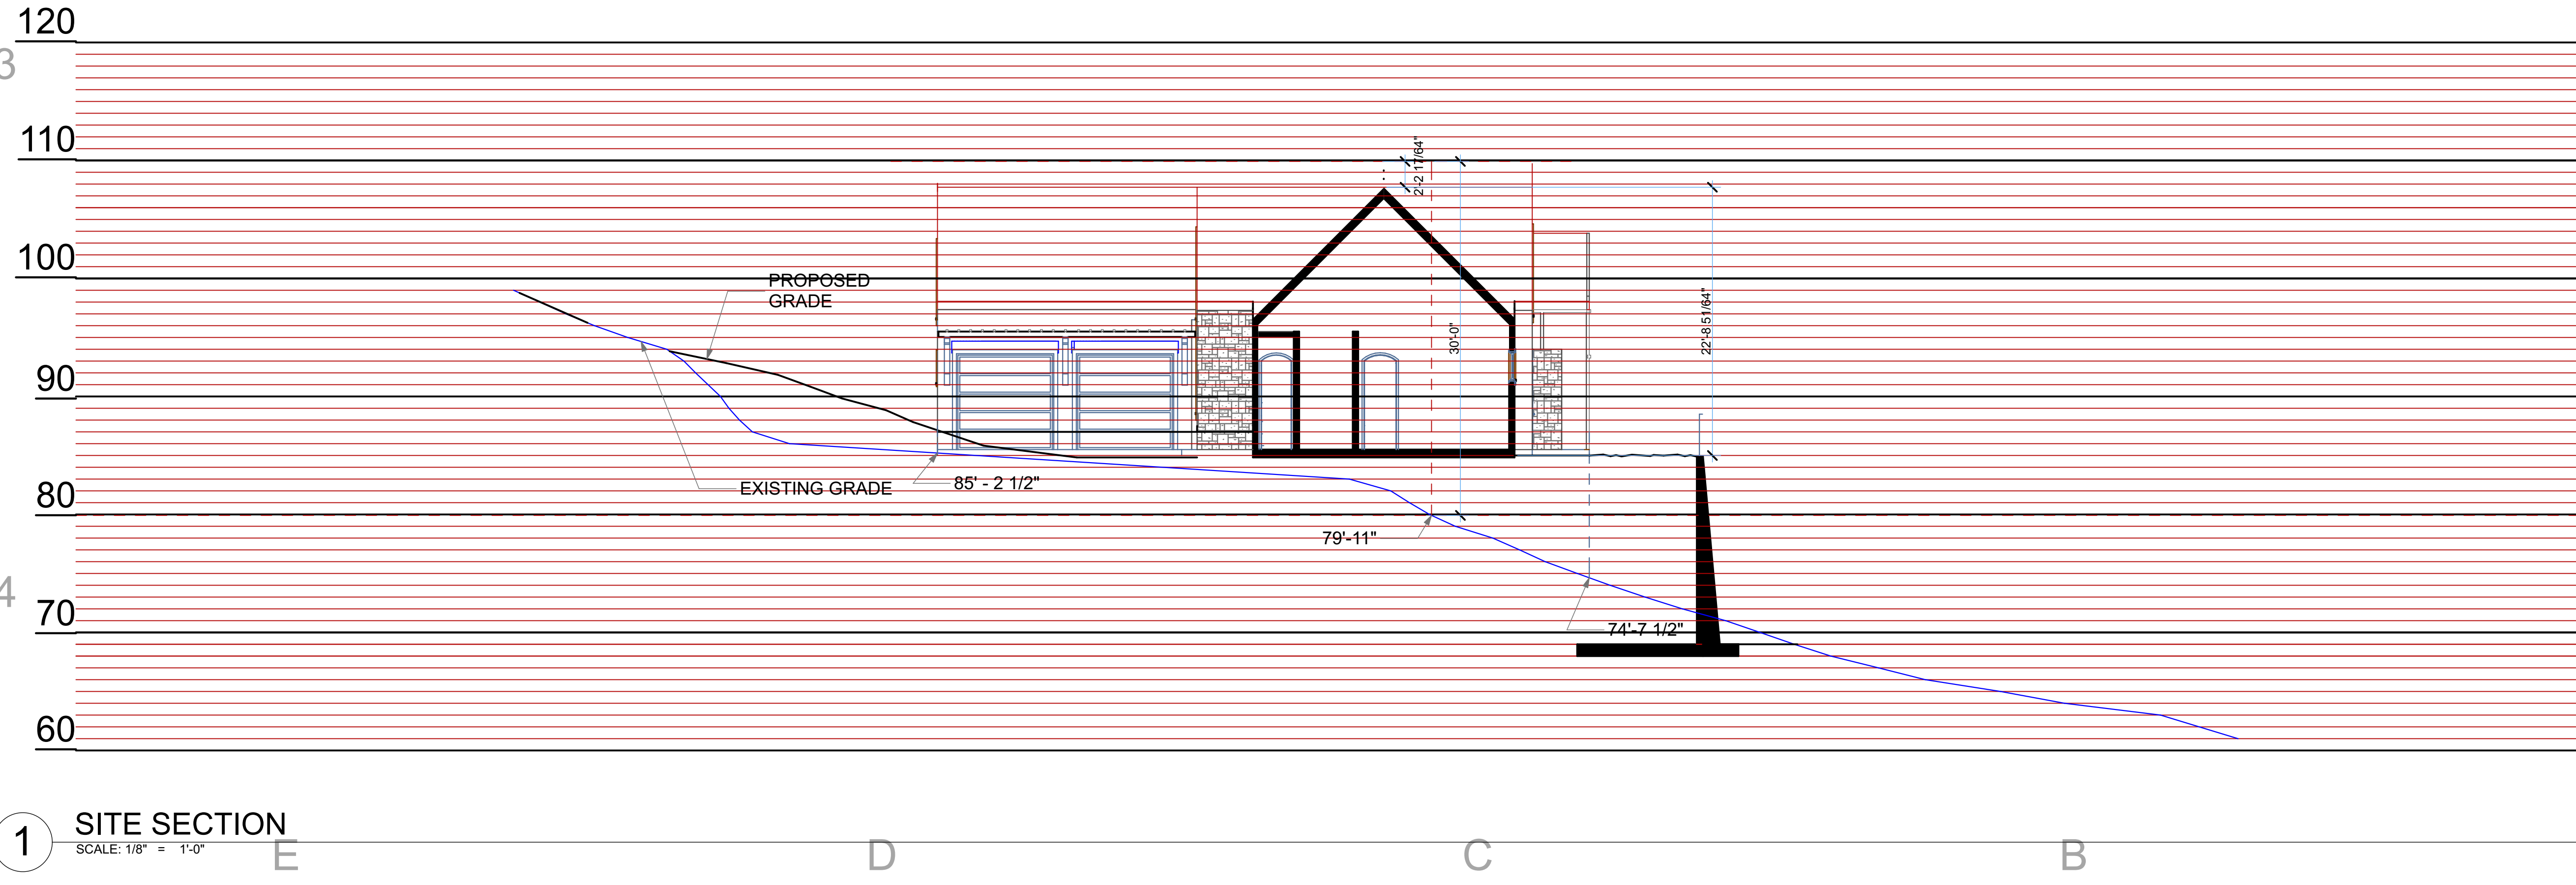 120
3
110
2'-2 17/64"
100
PROPOSED
GRADE
30'-0"
22'-8 51/64"
90
80
EXISTING GRADE
85' - 2 1/2"
79'-11"
4
70
74'-7 1/2"
60
1
SITE SECTION
SCALE: 1/8" = 1'-0"
E
D
C
B